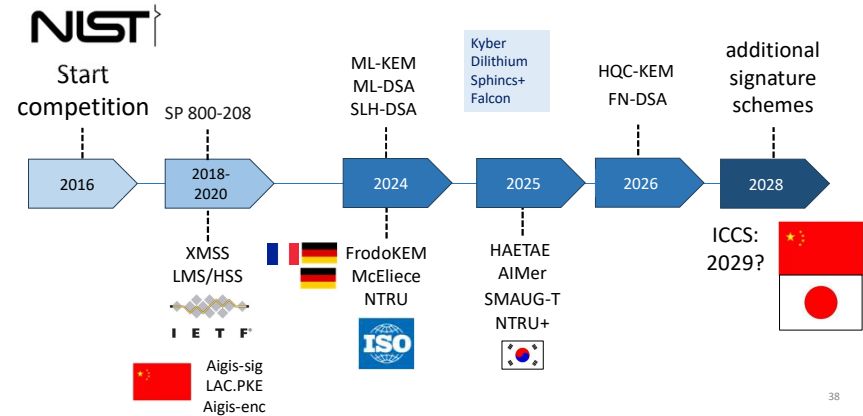 NIST
Start
competition
SP 800-208
ML-KEM
ML-DSA
SLH-DSA
Kyber
Dilithium
Sphincs+
Falcon
HQC-KEM
FN-DSA
additional
signature
schemes
2016
2018-
2020
2024
2025
2026
2028
XMSS
LMS/HSS
I E T F®
Aigis-sig
LAC.PKE
Aigis-enc
FrodoKEM
McEliece
NTRU
ISO
HAETAE
AIMer
SMAUG-T
NTRU+
ICCS:
2029?
38